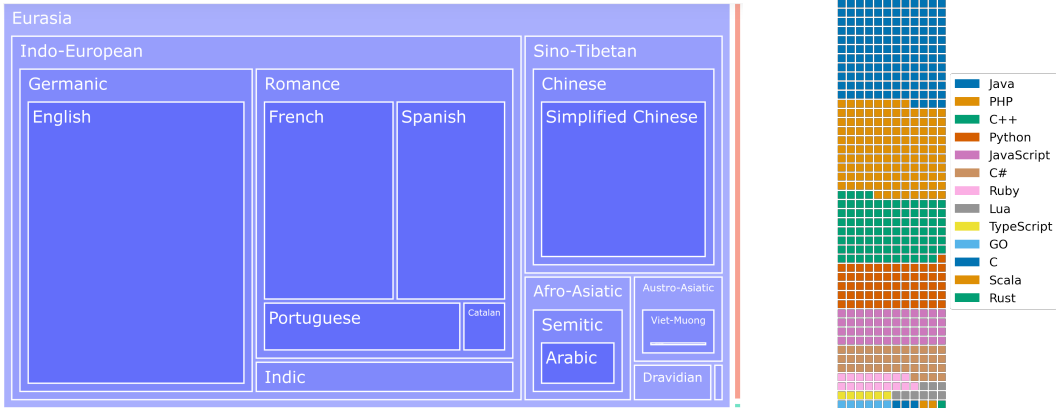 Eurasia
Indo-European
Germanic
English
Romance
French
Spanish
Portuguese
Catalan
Indic
Sino-Tibetan
Chinese
Simplified Chinese
Afro-Asiatic
Semitic
Arabic
Austro-Asiatic
Viet-Muong
Dravidian
Java
PHP
C++
Python
JavaScript
C#
Ruby
Lua
TypeScript
GO
C
Scala
Rust